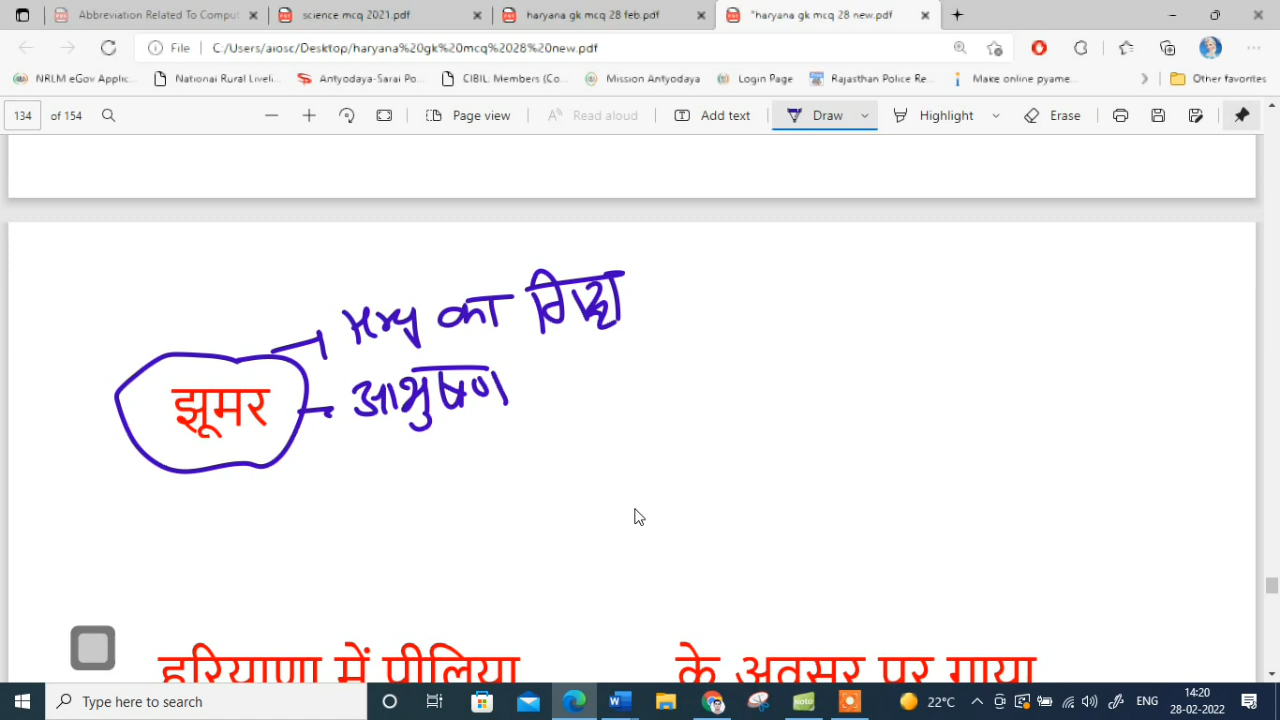 Abbreviation Related To Comput
science mcq 2021.pdf
haryana gk mcq 28 feb.pdf
*haryana gk mcq 28 new.pdf
File
C:/Users/aiosc/Desktop/haryana%20gk%20mcq%2028%20new.pdf
NRLM eGov Applic...
National Rural Liveli...
Antyodaya-Sarai Po...
CIBIL: Members (Co...
Mission Antyodaya
Login Page
Rajasthan Police Re...
Make online pyame...
Other favorites
134 of 154
Page view
Read aloud
Add text
Draw
Highlight
Erase
Hry का गिद्दा
झूमर
आभुषण
हरियाणा में पीलिया के अवसर पर गाया
Type here to search
22°C
ENG
14:20
28-02-2022